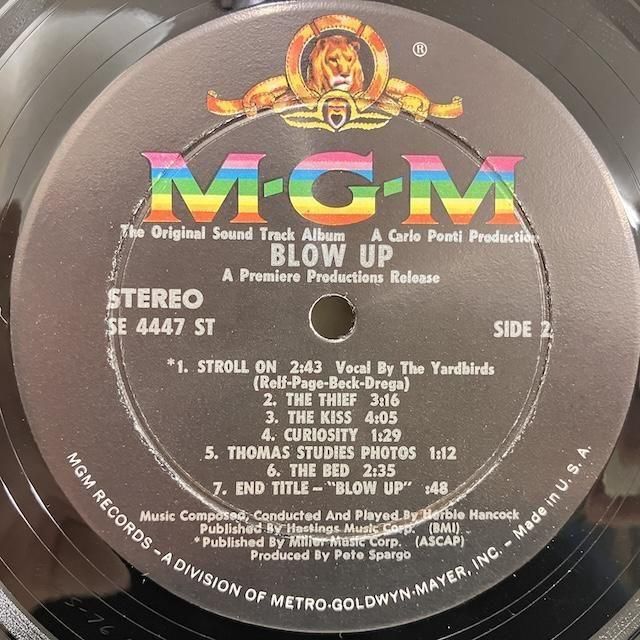 ®
M-G-M
The Original Sound Track Album A Carlo Ponti Production
BLOW UP
A Premiere Productions Release
STEREO
SE 4447 ST
SIDE 2
*1. STROLL ON 2:43 Vocal By The Yardbirds
(Relf-Page-Beck-Drega)
2. THE THIEF 3:16
3. THE KISS 4:05
4. CURIOSITY 1:29
5. THOMAS STUDIES PHOTOS 1:12
6. THE BED 2:35
7. END TITLE – "BLOW UP" :48
Music Composed, Conducted And Played By Herbie Hancock
Published By Hastings Music Corp. (BMI)
*Published By Miller Music Corp. (ASCAP)
Produced By Pete Spargo
MGM RECORDS – A DIVISION OF METRO-GOLDWYN-MAYER, INC. – Made in U.S.A.
S-76